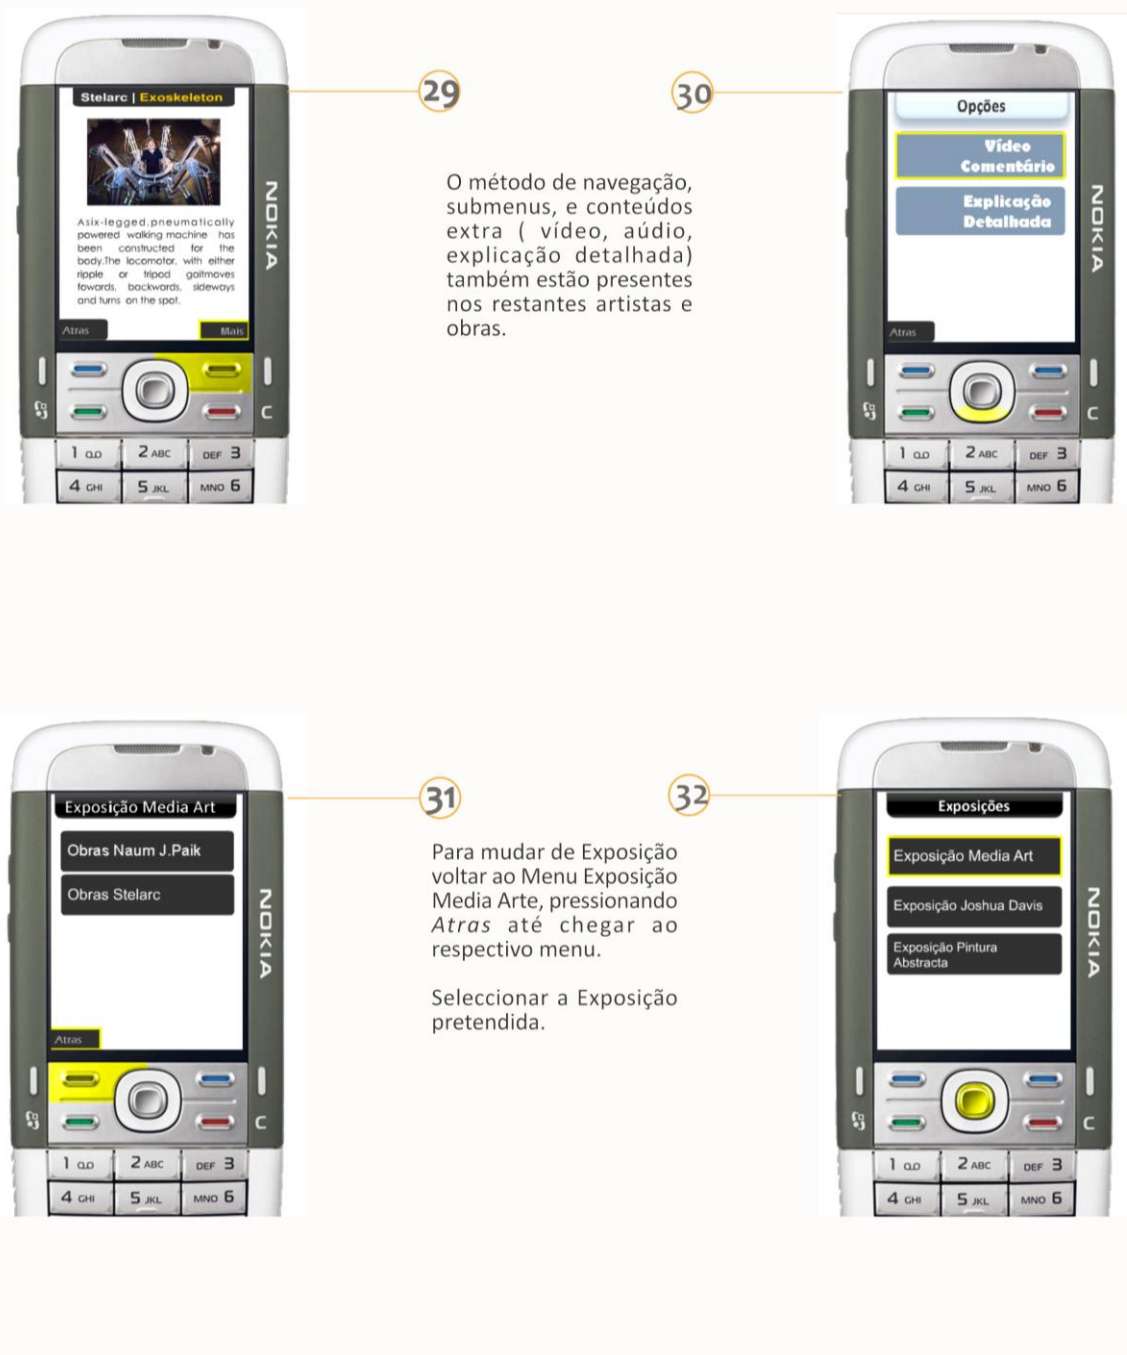 Stelarc | Exoskeleton
Asix-legged,pneumatically
powered walking machine has
been constructed for the
body.The locomotor, with either
ripple or tripod gaitmoves
fowards, backwards, sideways
and turns on the spot.
Atras Mais
NOKIA
C
1 2 ABC DEF 3
4 GHI 5 JKL MNO 6
29
30
O método de navegação,
submenus, e conteúdos
extra ( vídeo, aúdio,
explicação detalhada)
também estão presentes
nos restantes artistas e
obras.
Opções
Vídeo
Comentário
Explicação
Detalhada
Atras
NOKIA
C
1 2 ABC DEF 3
4 GHI 5 JKL MNO 6
Exposição Media Art
Obras Naum J.Paik
Obras Stelarc
Atras
NOKIA
C
1 2 ABC DEF 3
4 GHI 5 JKL MNO 6
31
32
Para mudar de Exposição
voltar ao Menu Exposição
Media Arte, pressionando
Atras até chegar ao
respectivo menu.
Seleccionar a Exposição
pretendida.
Exposições
Exposição Media Art
Exposição Joshua Davis
Exposição Pintura
Abstracta
NOKIA
C
1 2 ABC DEF 3
4 GHI 5 JKL MNO 6